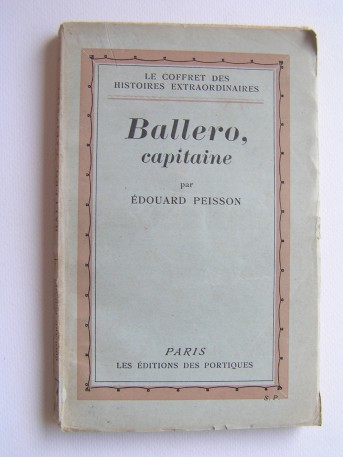 LE COFFRET DES
HISTOIRES EXTRAORDINAIRES
Ballero,
capitaine
par
ÉDOUARD PEISSON
PARIS
LES ÉDITIONS DES PORTIQUES
S. P.